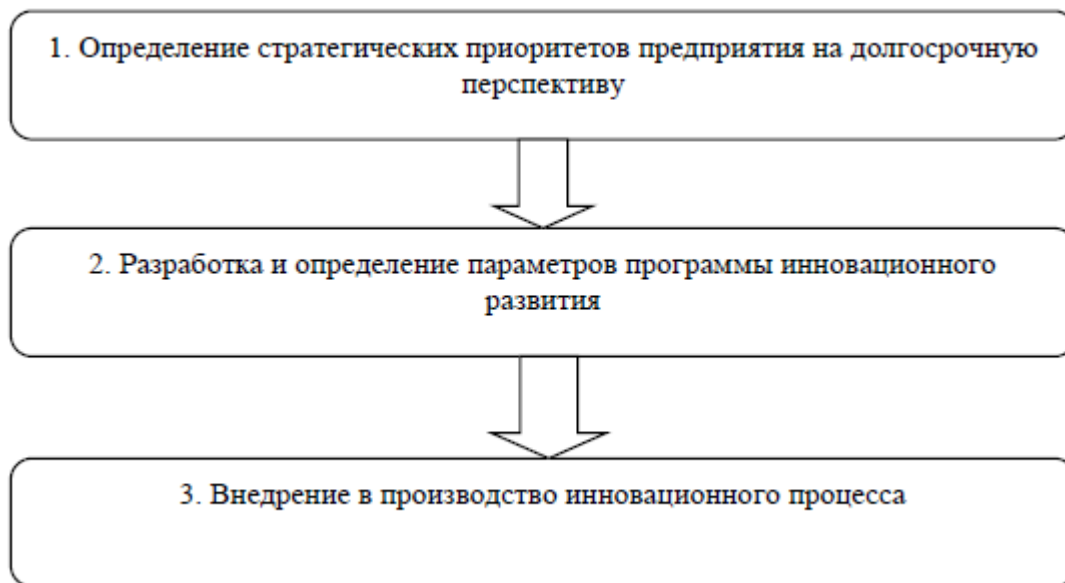 1. Определение стратегических приоритетов предприятия на долгосрочную
перспективу
2. Разработка и определение параметров программы инновационного
развития
3. Внедрение в производство инновационного процесса